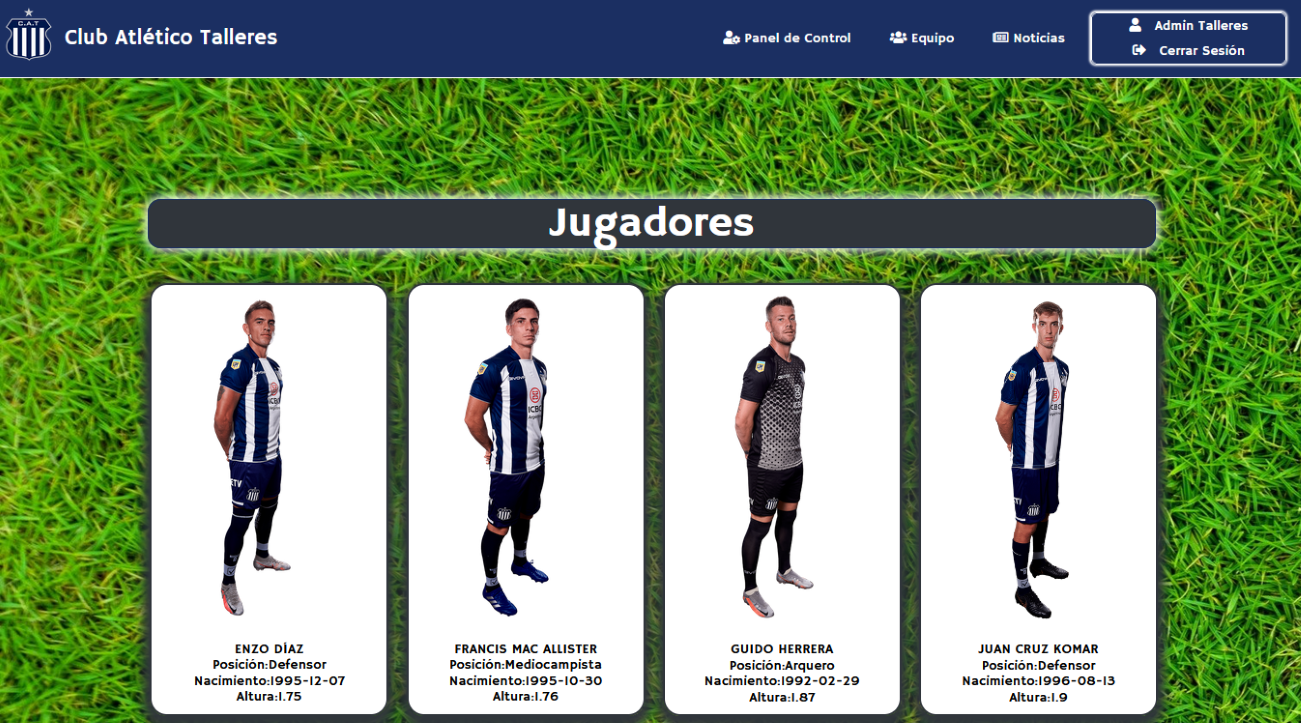 C.A.T
Club Atlético Talleres
Panel de Control
Equipo
Noticias
Admin Talleres
Cerrar Sesión
Jugadores
ICBC
ENZO DÍAZ
Posición:Defensor
Nacimiento:1995-12-07
Altura:1.75
FRANCIS MAC ALLISTER
Posición:Mediocampista
Nacimiento:1995-10-30
Altura:1.76
GUIDO HERRERA
Posición:Arquero
Nacimiento:1992-02-29
Altura:1.87
JUAN CRUZ KOMAR
Posición:Defensor
Nacimiento:1996-08-13
Altura:1.9